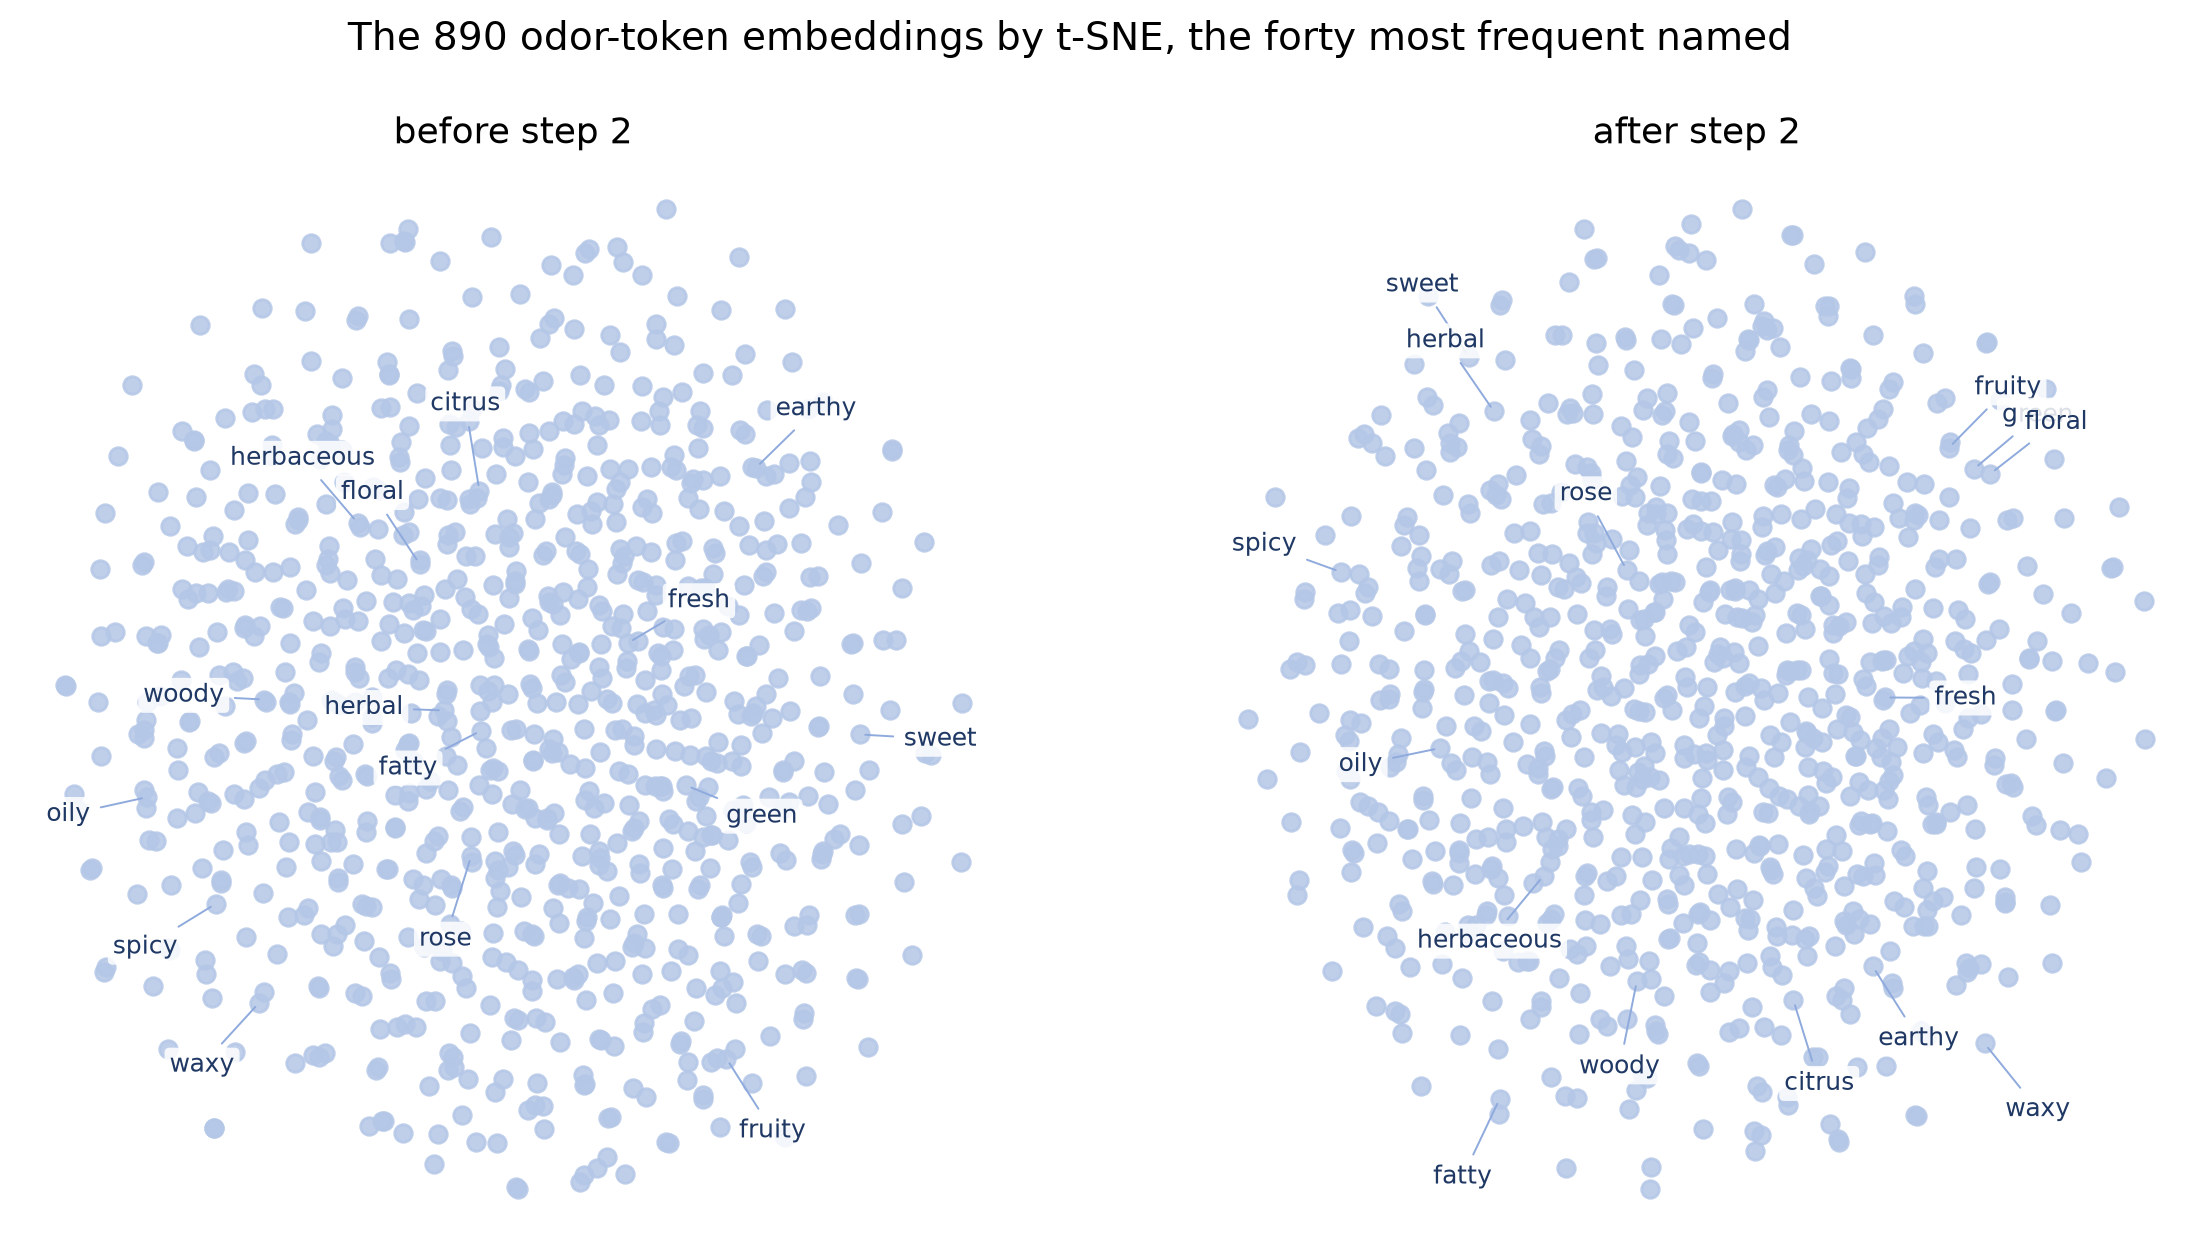 The 890 odor-token embeddings by t-SNE, the forty most frequent named
before step 2
citrus
earthy
herbaceous
floral
fresh
woody
herbal
sweet
fatty
oily
green
spicy
rose
waxy
fruity
after step 2
sweet
herbal
fruity
green
floral
rose
spicy
fresh
oily
herbaceous
earthy
woody
citrus
waxy
fatty